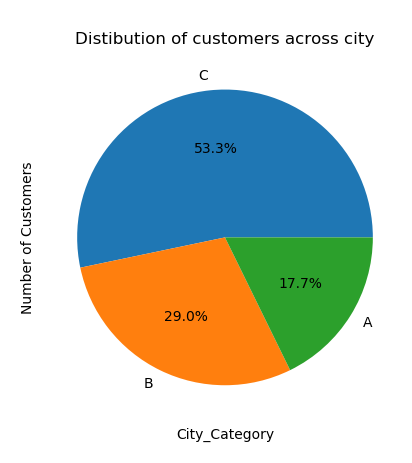 Distibution of customers across city
C
53.3%
Number of Customers
17.7%
29.0%
A
B
City_Category